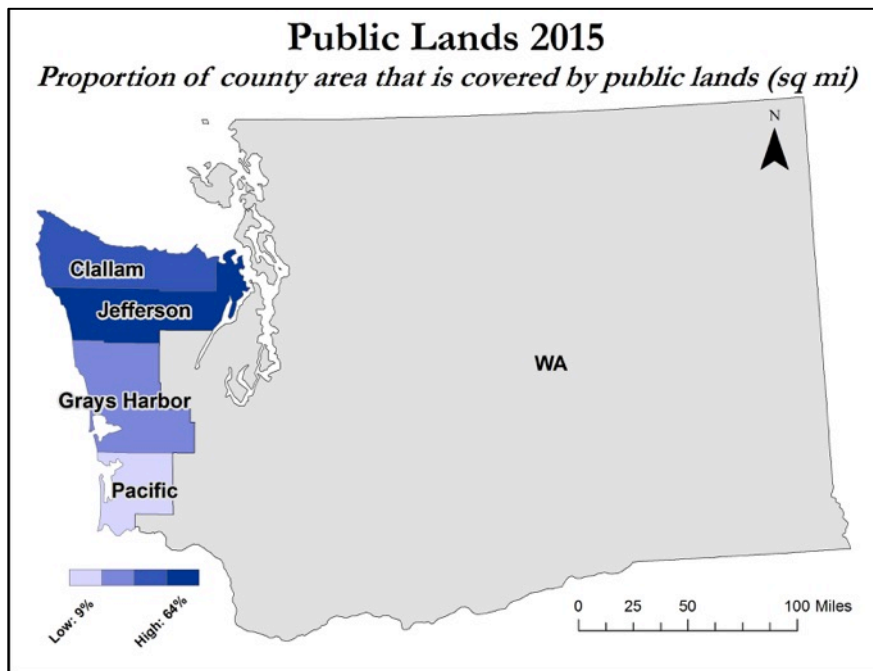 Public Lands 2015
Proportion of county area that is covered by public lands (sq mi)
N
Clallam
Jefferson
WA
Grays Harbor
Pacific
Low: 9%
High: 64%
0 25 50 100 Miles